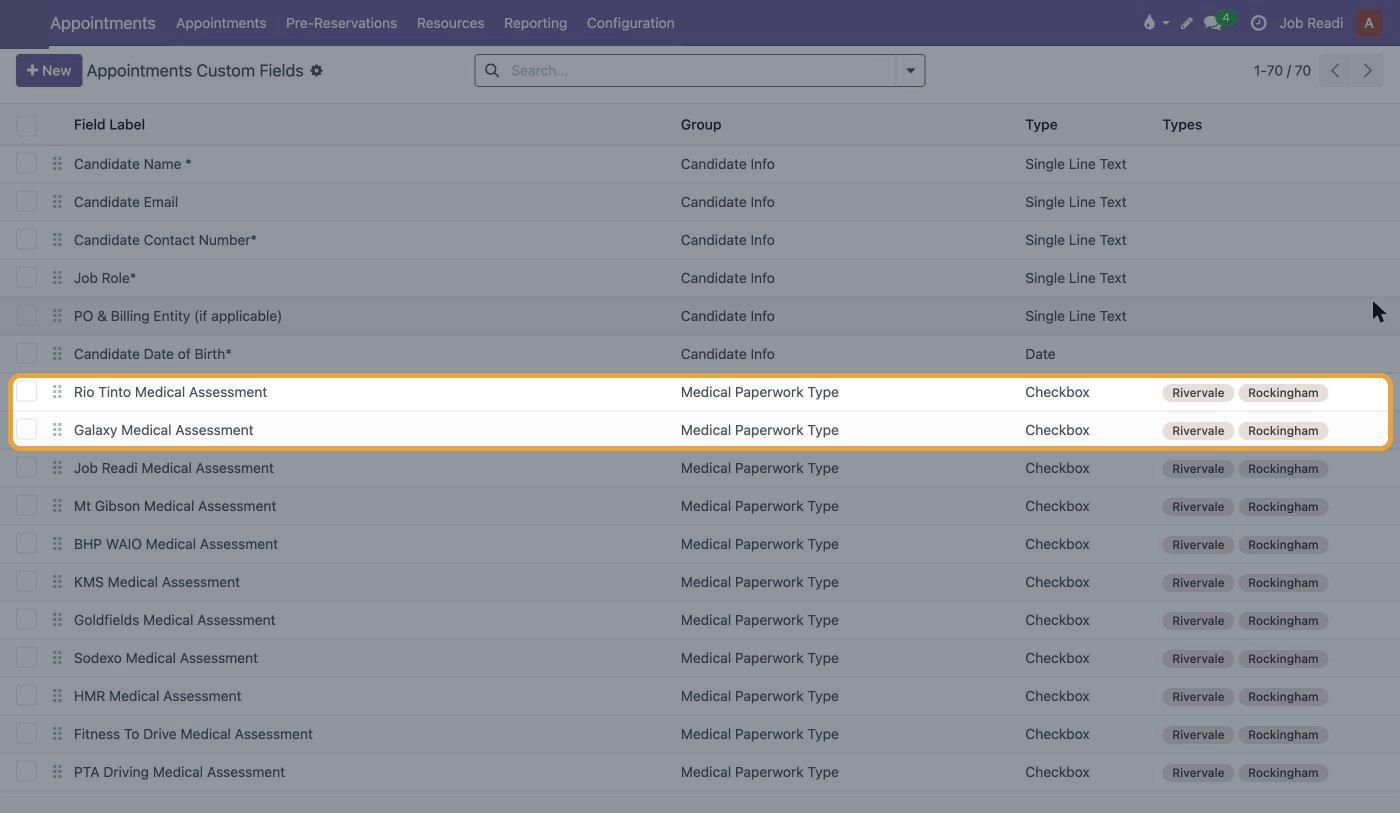 Appointments Appointments Pre-Reservations Resources Reporting Configuration 4 Job Readi A
+ New Appointments Custom Fields Search... 1-70 / 70
Field Label Group Type Types
Candidate Name * Candidate Info Single Line Text
Candidate Email Candidate Info Single Line Text
Candidate Contact Number* Candidate Info Single Line Text
Job Role* Candidate Info Single Line Text
PO & Billing Entity (if applicable) Candidate Info Single Line Text
Candidate Date of Birth* Candidate Info Date
Rio Tinto Medical Assessment Medical Paperwork Type Checkbox Rivervale Rockingham
Galaxy Medical Assessment Medical Paperwork Type Checkbox Rivervale Rockingham
Job Readi Medical Assessment Medical Paperwork Type Checkbox Rivervale Rockingham
Mt Gibson Medical Assessment Medical Paperwork Type Checkbox Rivervale Rockingham
BHP WAIO Medical Assessment Medical Paperwork Type Checkbox Rivervale Rockingham
KMS Medical Assessment Medical Paperwork Type Checkbox Rivervale Rockingham
Goldfields Medical Assessment Medical Paperwork Type Checkbox Rivervale Rockingham
Sodexo Medical Assessment Medical Paperwork Type Checkbox Rivervale Rockingham
HMR Medical Assessment Medical Paperwork Type Checkbox Rivervale Rockingham
Fitness To Drive Medical Assessment Medical Paperwork Type Checkbox Rivervale Rockingham
PTA Driving Medical Assessment Medical Paperwork Type Checkbox Rivervale Rockingham